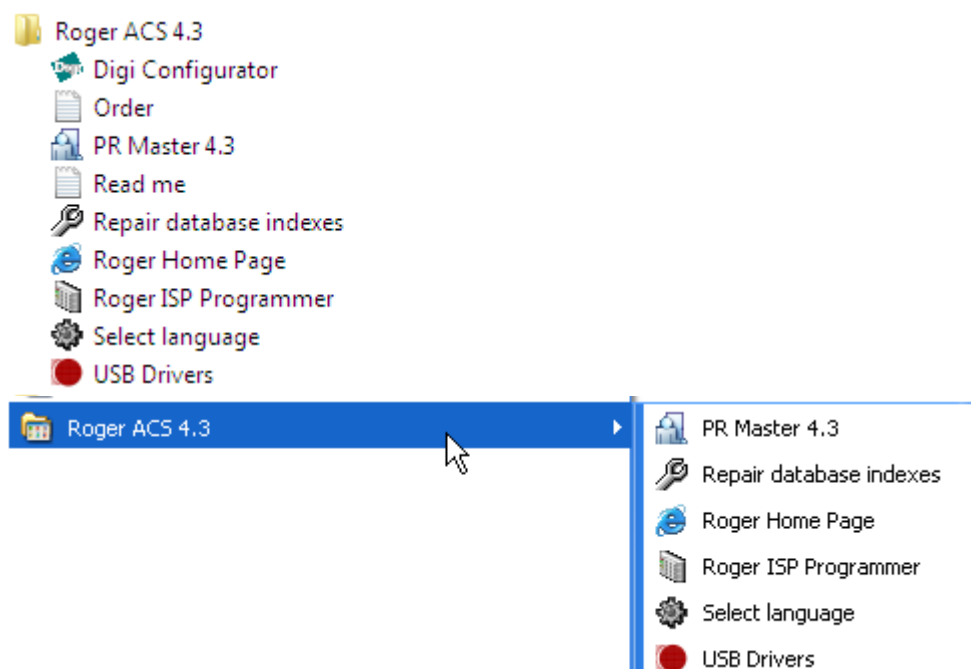 Roger ACS 4.3
Digi Configurator
Order
PR Master 4.3
Read me
Repair database indexes
Roger Home Page
Roger ISP Programmer
Select language
USB Drivers
Roger ACS 4.3
PR Master 4.3
Repair database indexes
Roger Home Page
Roger ISP Programmer
Select language
USB Drivers